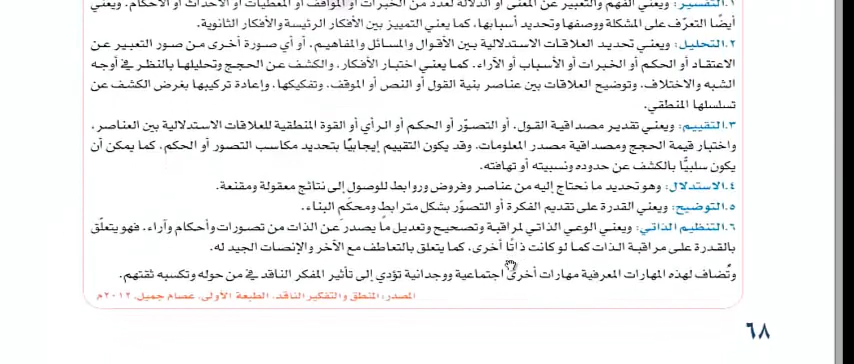 ١.التفسير: ويعني الفهم والتعبير عن المعنى أو الدلالة لعدد من الخبرات أو المواقف أو المعطيات أو الأحداث أو الأحكام. ويعني
أيضًا التعرّف على المشكلة ووصفها وتحديد أسبابها، كما يعني التمييز بين الأفكار الرئيسة والأفكار الثانوية.
٢.التحليل: ويعني تحديد العلاقات الاستدلالية بين الأقوال والمسائل والمفاهيم، أو أي صورة أخرى من صور التعبير عن
الاعتقاد أو الحكم أو الخبرات أو الأسباب أو الآراء. كما يعني اختبار الأفكار، والكشف عن الحجج وتحليلها بالنظر في أوجه
الشبه والاختلاف، وتوضيح العلاقات بين عناصر بنية القول أو النص أو الموقف، وتفكيكها، وإعادة تركيبها بغرض الكشف عن
تسلسلها المنطقي.
٣.التقييم: ويعني تقدير مصداقية القول، أو التصوّر أو الحكم أو الرأي أو القوة المنطقية للعلاقات الاستدلالية بين العناصر،
واختبار قيمة الحجج ومصداقية مصدر المعلومات. وقد يكون التقييم إيجابيًّا بتحديد مكاسب التصور أو الحكم، كما يمكن أن
يكون سلبيًّا بالكشف عن حدوده ونسبيته أو تهافته.
٤.الاستدلال: وهو تحديد ما نحتاج إليه من عناصر وفروض وروابط للوصول إلى نتائج معقولة ومقنعة.
٥.التوضيح: ويعني القدرة على تقديم الفكرة أو التصوّر بشكل مترابط ومحكَم البناء.
٦.التنظيم الذاتي: ويعني الوعي الذاتي لمراقبة وتصحيح وتعديل ما يصدر عن الذات من تصورات وأحكام وآراء. فهو يتعلّق
بالقدرة على مراقبة الذات كما لو كانت ذاتًا أخرى، كما يتعلق بالتعاطف مع الآخر والإنصات الجيد له.
وتُضاف لهذه المهارات المعرفية مهارات أخرى اجتماعية ووجدانية تؤدي إلى تأثير المفكر الناقد في من حوله وتكسبه ثقتهم.
المصدر: المنطق والتفكير الناقد، الطبعة الأولى، عصام جميل، ٢٠١٢م
٦٨